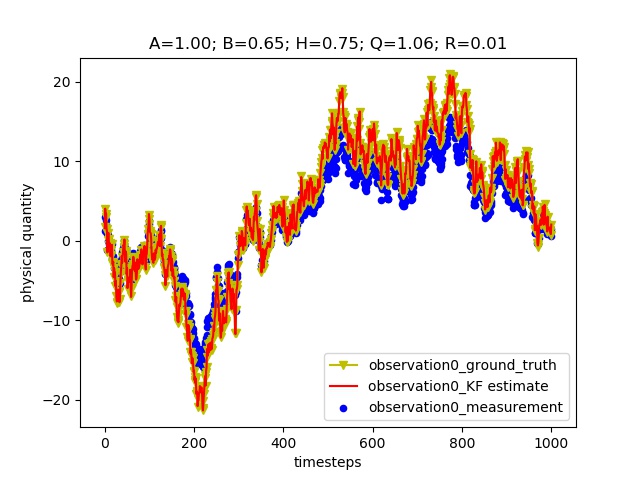 A=1.00; B=0.65; H=0.75; Q=1.06; R=0.01
physical quantity
20
10
0
−10
−20
observation0_ground_truth
observation0_KF estimate
observation0_measurement
0 200 400 600 800 1000
timesteps